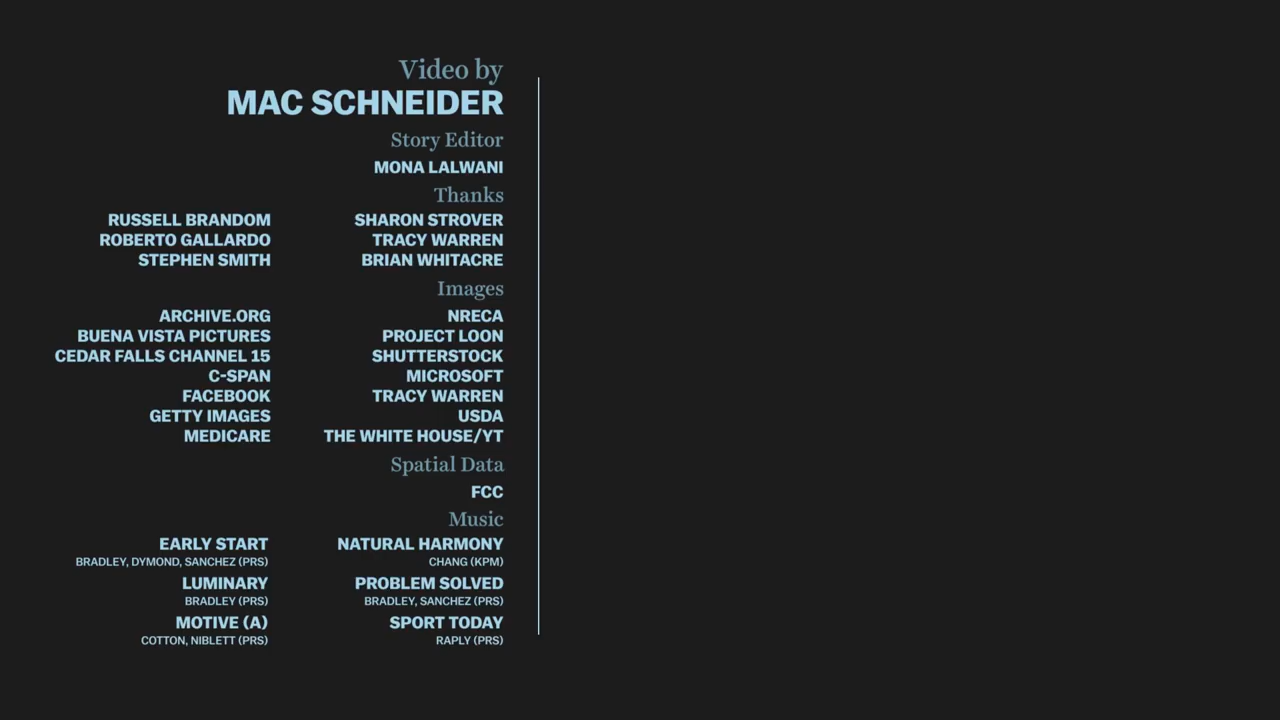 Video by
MAC SCHNEIDER
Story Editor
MONA LALWANI
Thanks
RUSSELL BRANDOM SHARON STROVER
ROBERTO GALLARDO TRACY WARREN
STEPHEN SMITH BRIAN WHITACRE
Images
ARCHIVE.ORG NRECA
BUENA VISTA PICTURES PROJECT LOON
CEDAR FALLS CHANNEL 15 SHUTTERSTOCK
C-SPAN MICROSOFT
FACEBOOK TRACY WARREN
GETTY IMAGES USDA
MEDICARE THE WHITE HOUSE/YT
Spatial Data
FCC
Music
EARLY START NATURAL HARMONY
BRADLEY, DYMOND, SANCHEZ (PRS) CHANG (KPM)
LUMINARY PROBLEM SOLVED
BRADLEY (PRS) BRADLEY, SANCHEZ (PRS)
MOTIVE (A) SPORT TODAY
COTTON, NIBLETT (PRS) RAPLY (PRS)